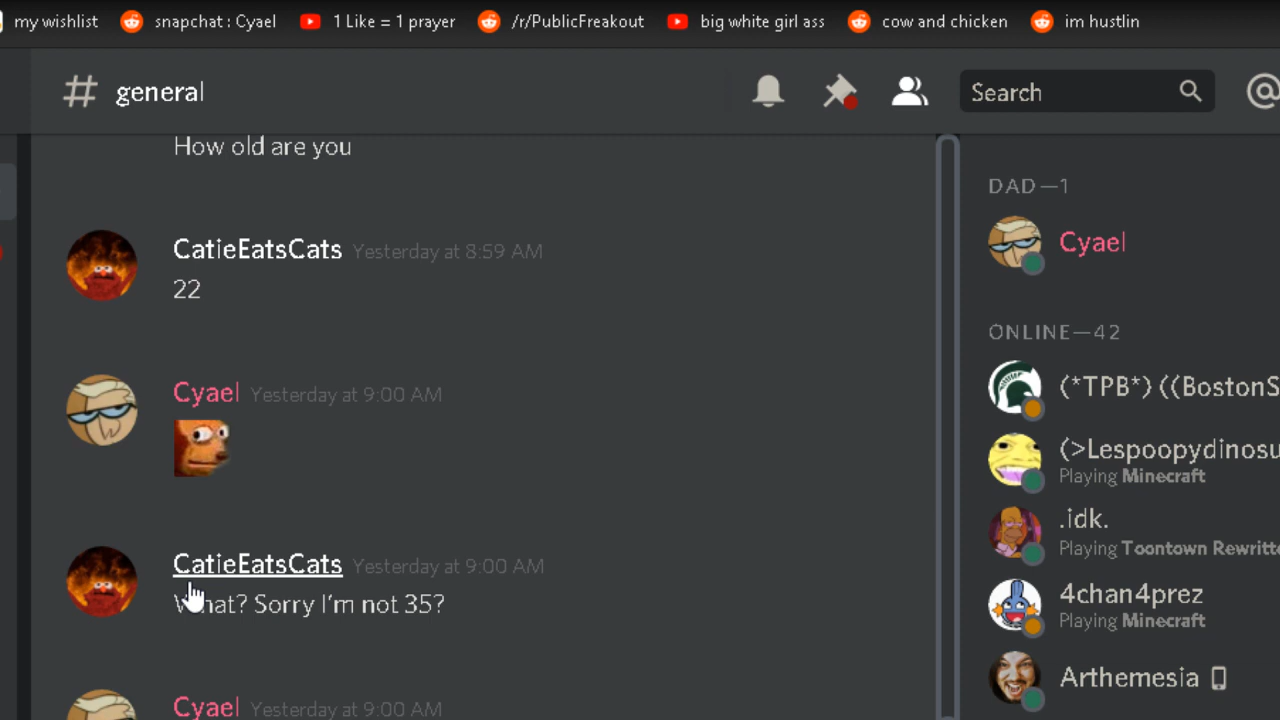 my wishlist
snapchat : Cyael
1 Like = 1 prayer
/r/PublicFreakout
big white girl ass
cow and chicken
im hustlin
# general
Search
How old are you
CatieEatsCats Yesterday at 8:59 AM
22
Cyael Yesterday at 9:00 AM
CatieEatsCats Yesterday at 9:00 AM
What? Sorry I'm not 35?
Cyael Yesterday at 9:00 AM
DAD—1
Cyael
ONLINE—42
(*TPB*) ((BostonS
(>Lespoopydinosu
Playing Minecraft
.idk.
Playing Toontown Rewritte
4chan4prez
Playing Minecraft
Arthemesia